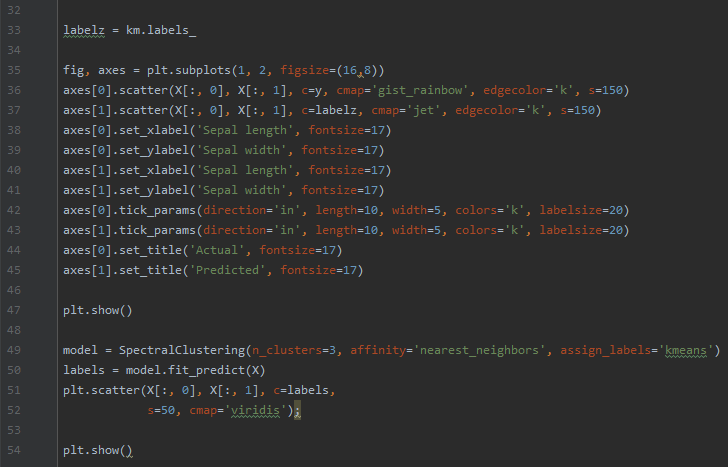 32
33 labelz = km.labels_
34
35 fig, axes = plt.subplots(1, 2, figsize=(16,8))
36 axes[0].scatter(X[:, 0], X[:, 1], c=y, cmap='gist_rainbow', edgecolor='k', s=150)
37 axes[1].scatter(X[:, 0], X[:, 1], c=labelz, cmap='jet', edgecolor='k', s=150)
38 axes[0].set_xlabel('Sepal length', fontsize=17)
39 axes[0].set_ylabel('Sepal width', fontsize=17)
40 axes[1].set_xlabel('Sepal length', fontsize=17)
41 axes[1].set_ylabel('Sepal width', fontsize=17)
42 axes[0].tick_params(direction='in', length=10, width=5, colors='k', labelsize=20)
43 axes[1].tick_params(direction='in', length=10, width=5, colors='k', labelsize=20)
44 axes[0].set_title('Actual', fontsize=17)
45 axes[1].set_title('Predicted', fontsize=17)
46
47 plt.show()
48
49 model = SpectralClustering(n_clusters=3, affinity='nearest_neighbors', assign_labels='kmeans')
50 labels = model.fit_predict(X)
51 plt.scatter(X[:, 0], X[:, 1], c=labels,
52 s=50, cmap='viridis');
53
54 plt.show()